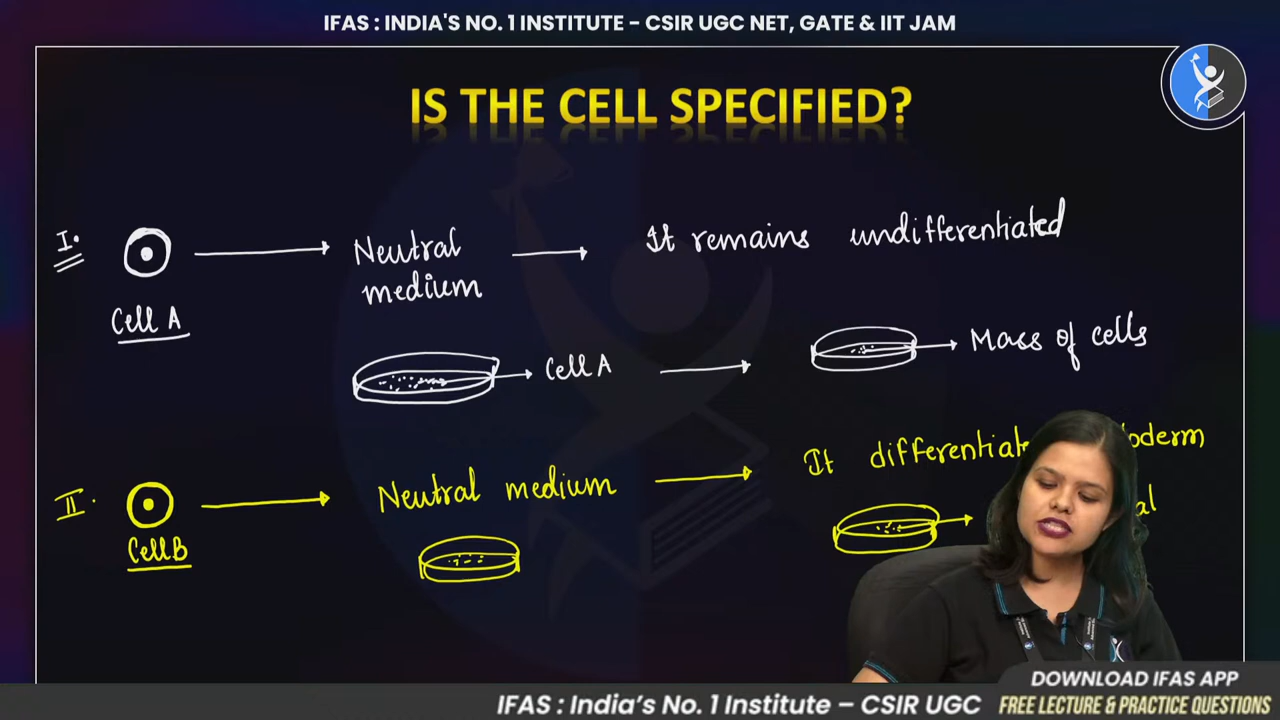 IFAS : INDIA'S NO. 1 INSTITUTE - CSIR UGC NET, GATE & IIT JAM
IS THE CELL SPECIFIED?
I.
Cell A
Neutral
medium
It remains undifferentiated
Cell A
Mass of cells
II.
Cell B
Neutral medium
It
DOWNLOAD IFAS APP
IFAS : India's No. 1 Institute – CSIR UGC
FREE LECTURE & PRACTICE QUESTIONS